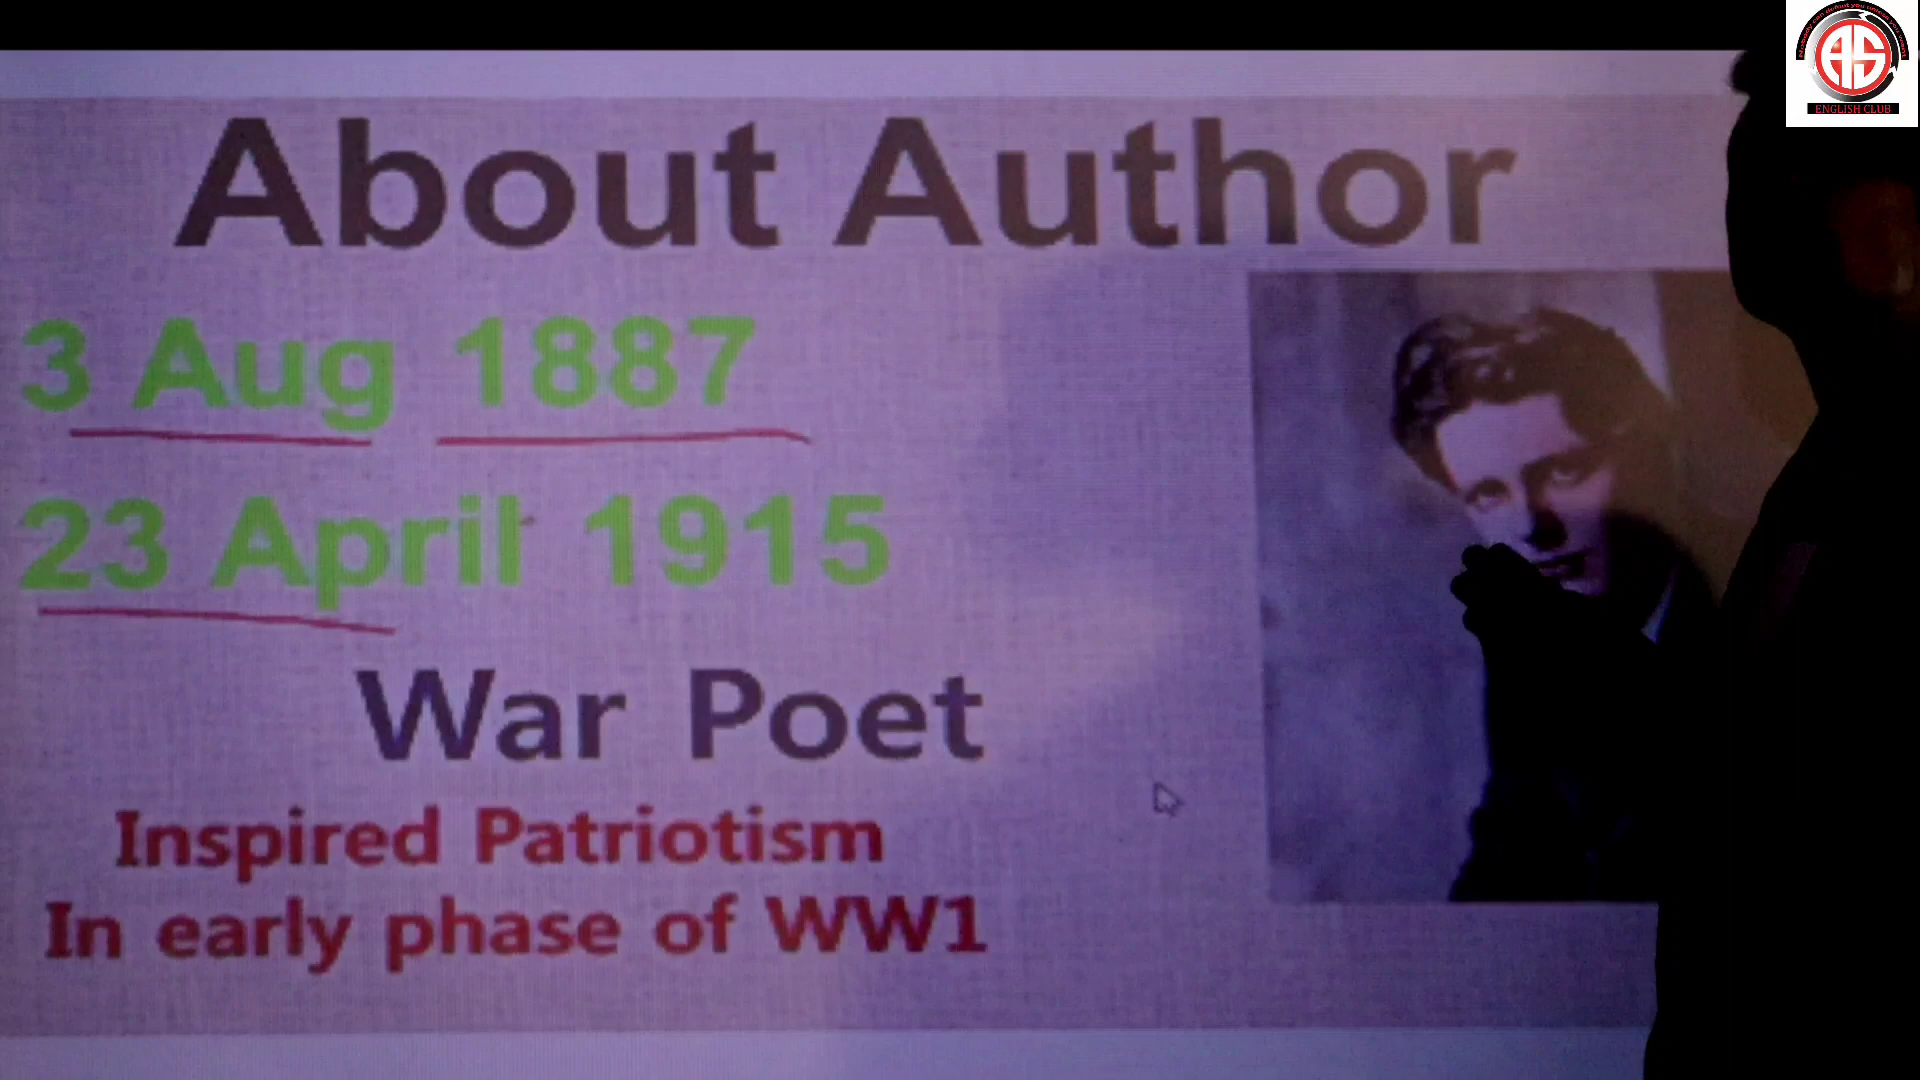 About Author
3 Aug 1887
23 April 1915
War Poet
Inspired Patriotism
In early phase of WW1
AS
ENGLISH CLUB